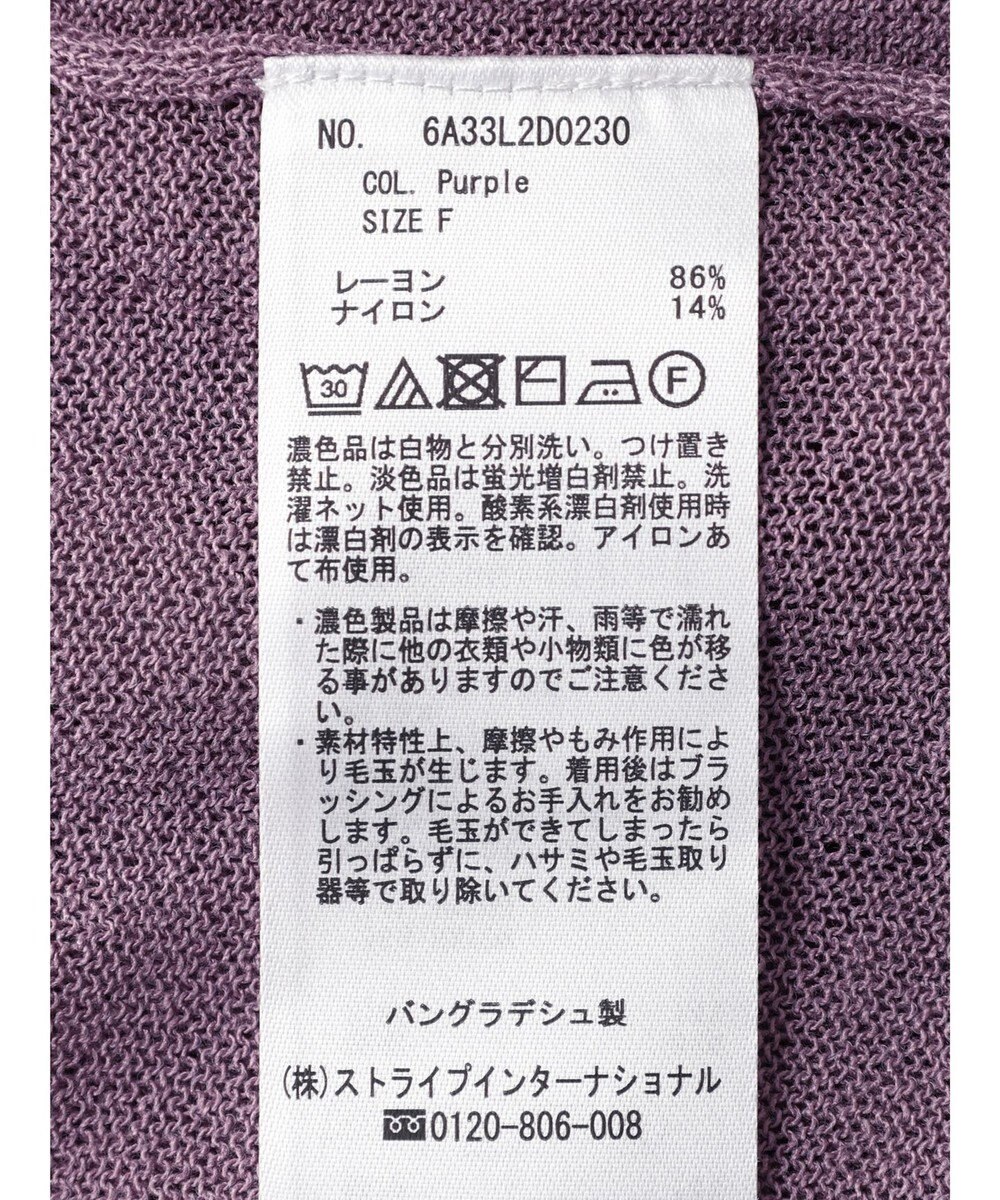 NO. 6A33L2D0230
COL. Purple
SIZE F
レーヨン 86%
ナイロン 14%
30 F
濃色品は白物と分別洗い。つけ置き
禁止。淡色品は蛍光増白剤禁止。洗
濯ネット使用。酸素系漂白剤使用時
は漂白剤の表示を確認。アイロンあ
て布使用。
・濃色製品は摩擦や汗、雨等で濡れ
た際に他の衣類や小物類に色が移
る事がありますのでご注意くださ
い。
・素材特性上、摩擦やもみ作用によ
り毛玉が生じます。着用後はブラ
ッシングによるお手入れをお勧め
します。毛玉ができてしまったら
引っぱらずに、ハサミや毛玉取り
器等で取り除いてください。
バングラデシュ製
(株)ストライプインターナショナル
0120-806-008